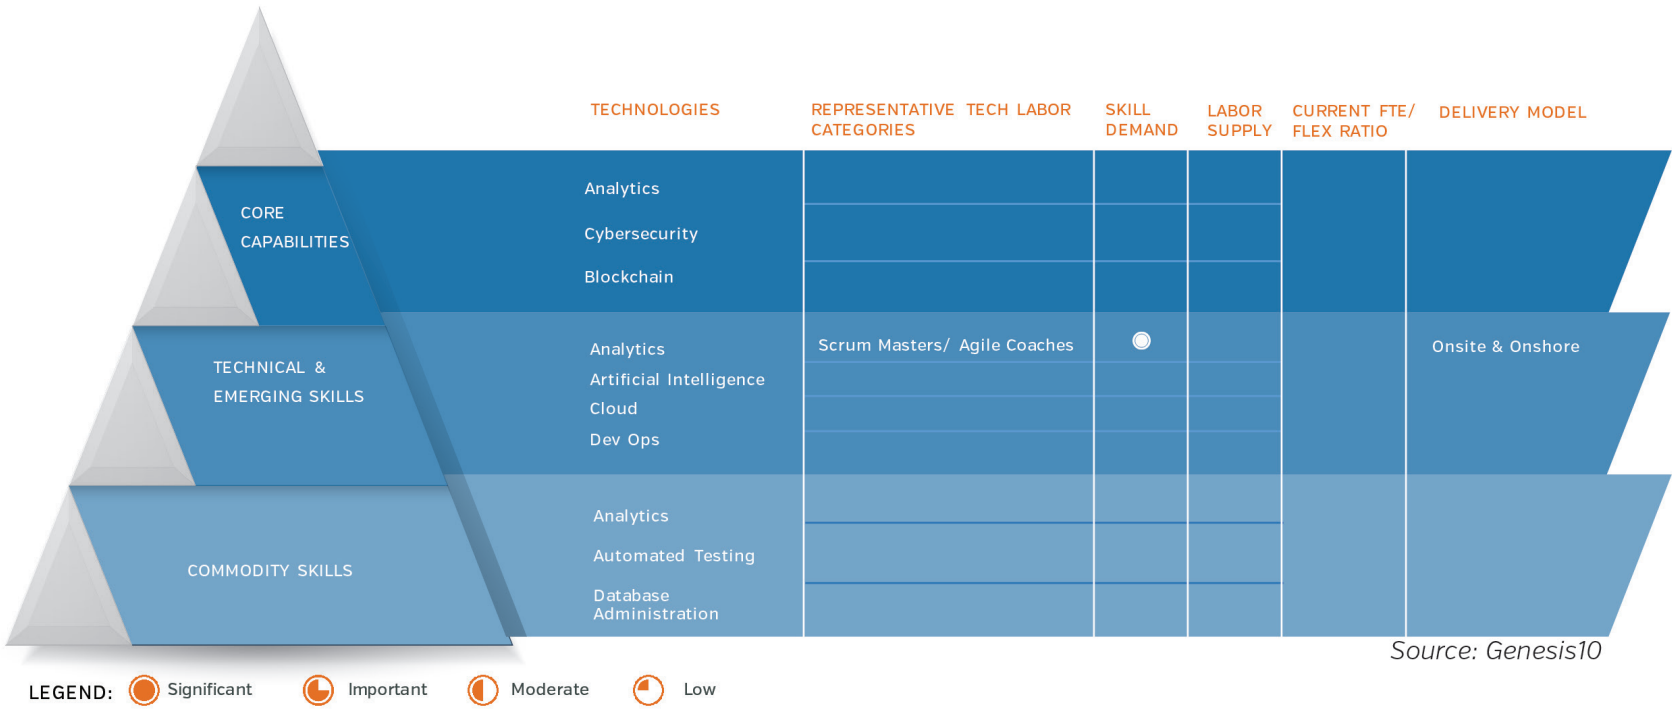 TECHNOLOGIES
REPRESENTATIVE TECH LABOR
CATEGORIES
SKILL
DEMAND
LABOR
SUPPLY
CURRENT FTE/
FLEX RATIO
DELIVERY MODEL
CORE
CAPABILITIES
Analytics
Cybersecurity
Blockchain
TECHNICAL &
EMERGING SKILLS
Analytics
Artificial Intelligence
Cloud
Dev Ops
Scrum Masters/ Agile Coaches
Onsite & Onshore
COMMODITY SKILLS
Analytics
Automated Testing
Database
Administration
Source: Genesis10
LEGEND: Significant Important Moderate Low